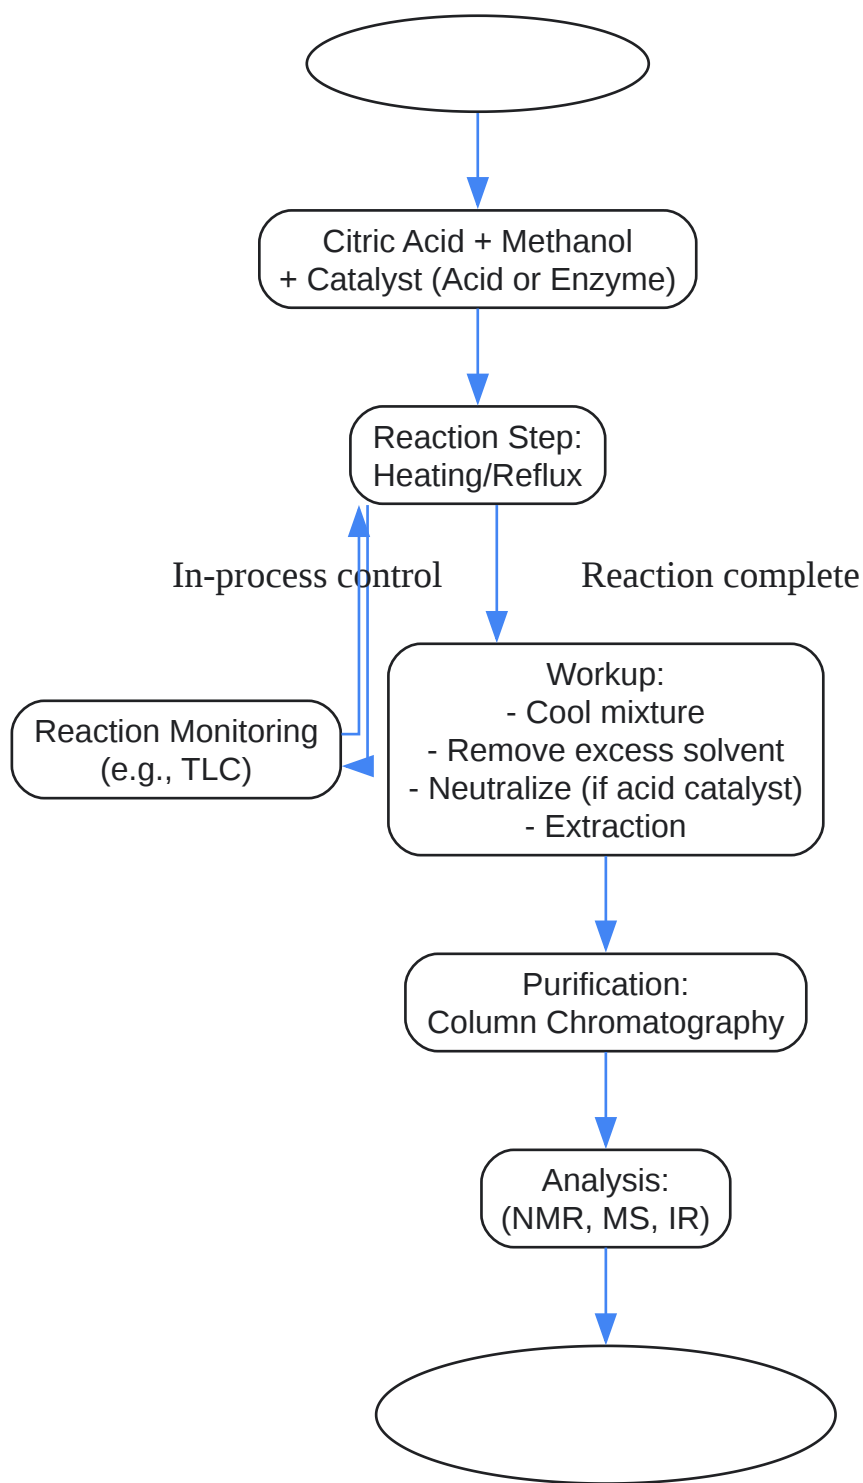 Citric Acid + Methanol
+ Catalyst (Acid or Enzyme)
Reaction Step:
Heating/Reflux
In-process control
Reaction complete
Reaction Monitoring
(e.g., TLC)
Workup:
- Cool mixture
- Remove excess solvent
- Neutralize (if acid catalyst)
- Extraction
Purification:
Column Chromatography
Analysis:
(NMR, MS, IR)